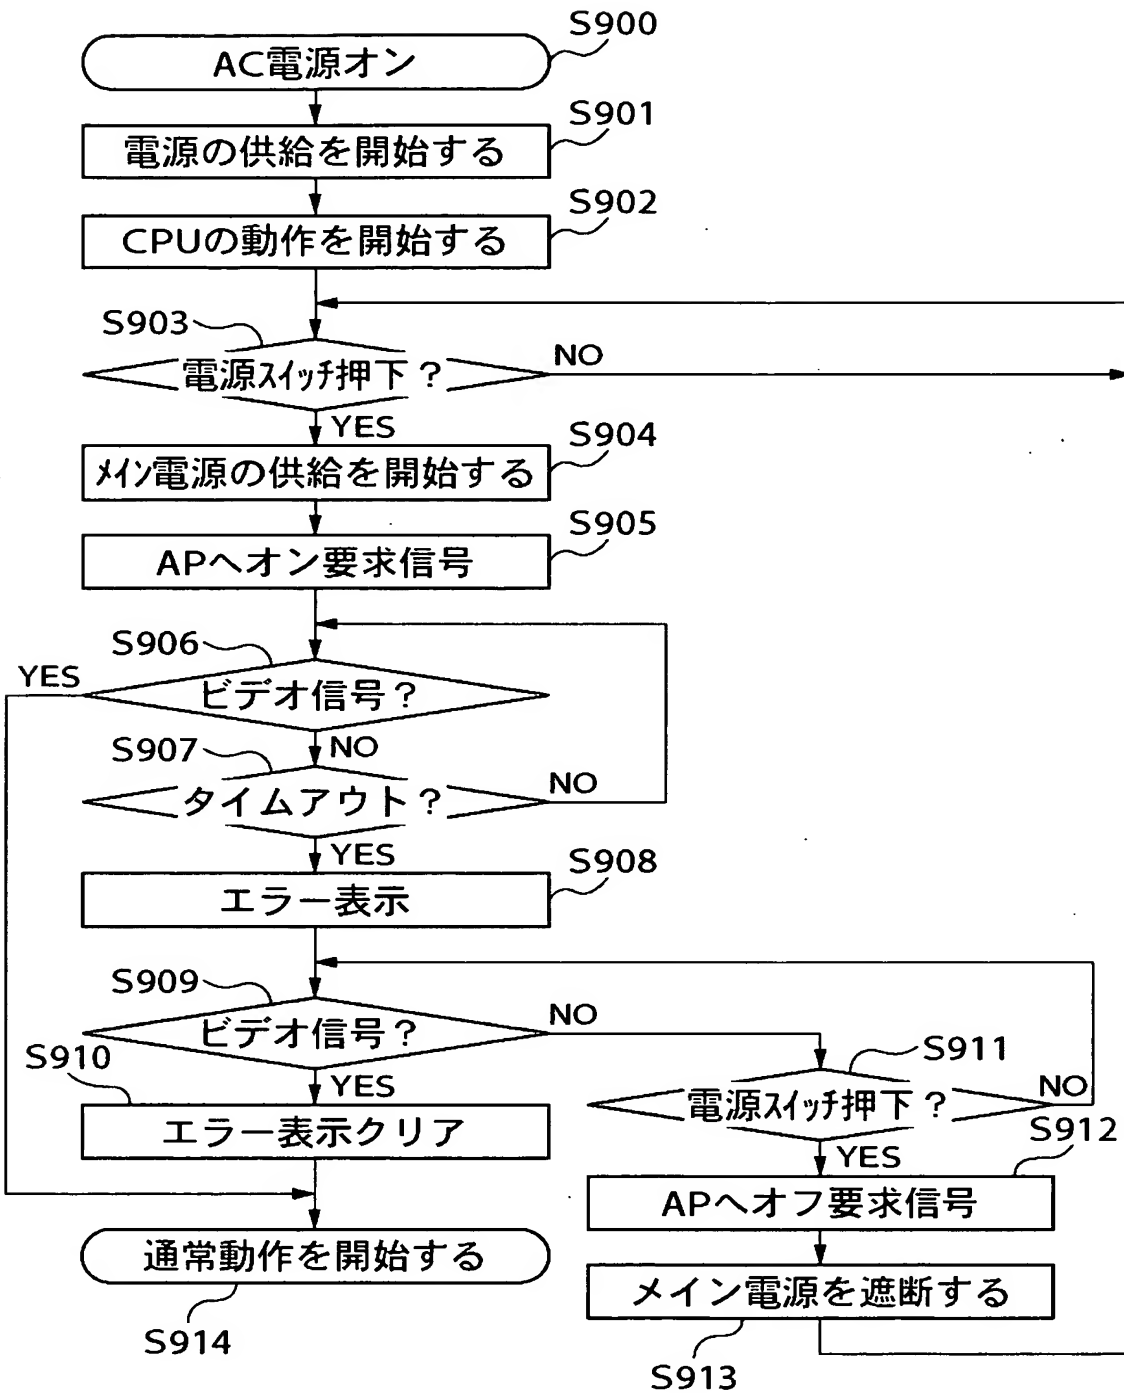 S900
AC電源オン
S901
電源の供給を開始する
S902
CPUの動作を開始する
S903
電源スイッチ押下？
NO
YES
S904
メイン電源の供給を開始する
S905
APへオン要求信号
S906
YES
ビデオ信号？
NO
S907
タイムアウト？
NO
YES
S908
エラー表示
S909
ビデオ信号？
NO
YES
S910
エラー表示クリア
S911
電源スイッチ押下？
NO
YES
S912
APへオフ要求信号
メイン電源を遮断する
S913
通常動作を開始する
S914